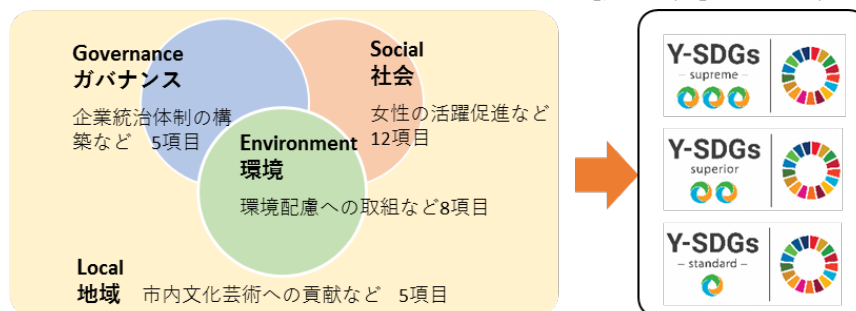 Governance
ガバナンス
企業統治体制の構
築など　5項目
Social
社会
女性の活躍促進など
12項目
Environment
環境
環境配慮への取組など8項目
Local
地域　市内文化芸術への貢献など　5項目
Y-SDGs
– supreme –
Y-SDGs
superior
Y-SDGs
– standard –